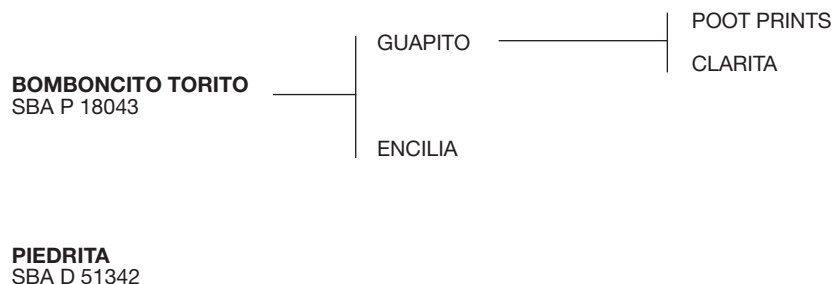 POOT PRINTS
GUAPITO
CLARITA
BOMBONCITO TORITO
SBA P 18043
ENCILIA
PIEDRITA
SBA D 51342